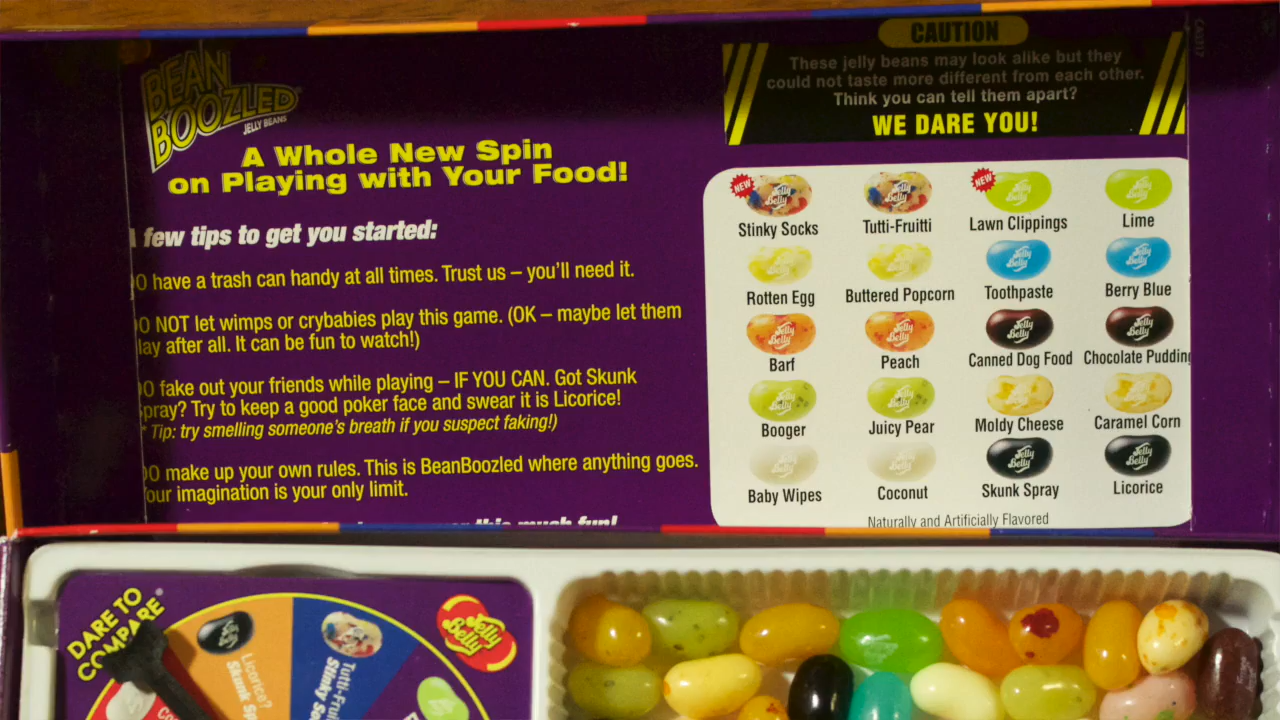 BEAN
BOOZLED
JELLY BEANS
A Whole New Spin
on Playing with Your Food!
few tips to get you started:
O have a trash can handy at all times. Trust us – you'll need it.
O NOT let wimps or crybabies play this game. (OK – maybe let them
lay after all. It can be fun to watch!)
O fake out your friends while playing – IF YOU CAN. Got Skunk
pray? Try to keep a good poker face and swear it is Licorice!
* Tip: try smelling someone's breath if you suspect faking!)
O make up your own rules. This is BeanBoozled where anything goes.
our imagination is your only limit.
this much fun!
CAUTION
These jelly beans may look alike but they
could not taste more different from each other.
Think you can tell them apart?
WE DARE YOU!
NEW
NEW
Stinky Socks
Tutti-Fruitti
Lawn Clippings
Lime
Rotten Egg
Buttered Popcorn
Toothpaste
Berry Blue
Barf
Peach
Canned Dog Food
Chocolate Pudding
Booger
Juicy Pear
Moldy Cheese
Caramel Corn
Baby Wipes
Coconut
Skunk Spray
Licorice
Naturally and Artificially Flavored
DARE TO
COMPARE
Licorice?
Skunk Sp
Tutti-Frui
Stinky So
Jelly
Belly